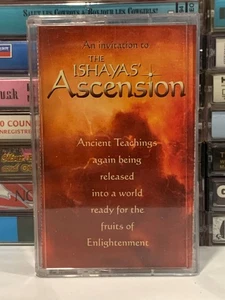 An invitation to
THE
ISHAYAS'
Ascension
Ancient Teachings
again being
released
into a world
ready for the
fruits of
Enlightenment